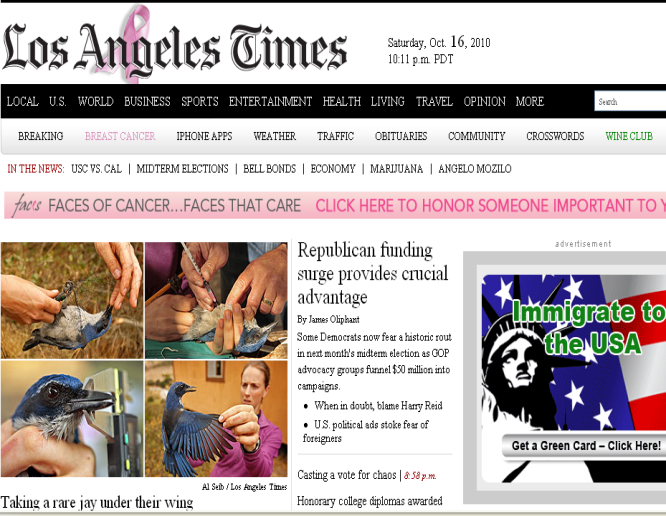 Los Angeles Times
Saturday, Oct. 16, 2010
10:11 p.m. PDT
LOCAL U.S. WORLD BUSINESS SPORTS ENTERTAINMENT HEALTH LIVING TRAVEL OPINION MORE
Search
BREAKING BREAST CANCER IPHONE APPS WEATHER TRAFFIC OBITUARIES COMMUNITY CROSSWORDS WINE CLUB
IN THE NEWS: USC VS. CAL | MIDTERM ELECTIONS | BELL BONDS | ECONOMY | MARIJUANA | ANGELO MOZILO
faces FACES OF CANCER...FACES THAT CARE CLICK HERE TO HONOR SOMEONE IMPORTANT TO Y
Al Seib / Los Angeles Times
Taking a rare jay under their wing
Republican funding
surge provides crucial
advantage
By James Oliphant
Some Democrats now fear a historic rout
in next month's midterm election as GOP
advocacy groups funnel $50 million into
campaigns.
• When in doubt, blame Harry Reid
• U.S. political ads stoke fear of
foreigners
Casting a vote for chaos | 8:58 p.m.
Honorary college diplomas awarded
advertisement
Immigrate to
the USA
Get a Green Card – Click Here!